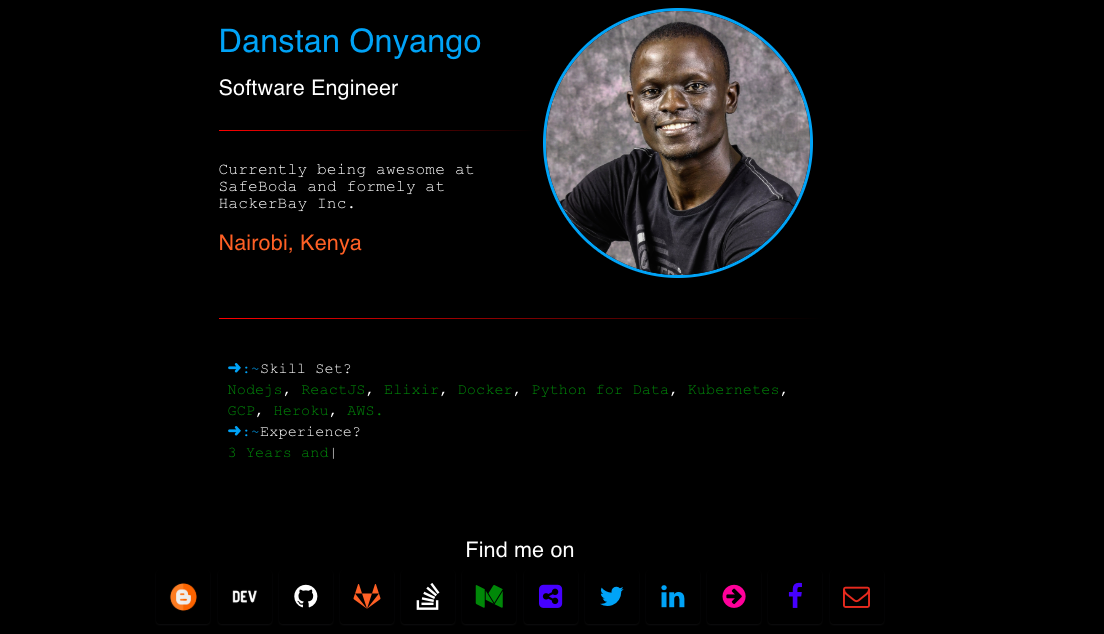 Danstan Onyango
Software Engineer
Currently being awesome at
SafeBoda and formely at
HackerBay Inc.
Nairobi, Kenya
➜:~Skill Set?
Nodejs, ReactJS, Elixir, Docker, Python for Data, Kubernetes,
GCP, Heroku, AWS.
➜:~Experience?
3 Years and|
Find me on
DEV